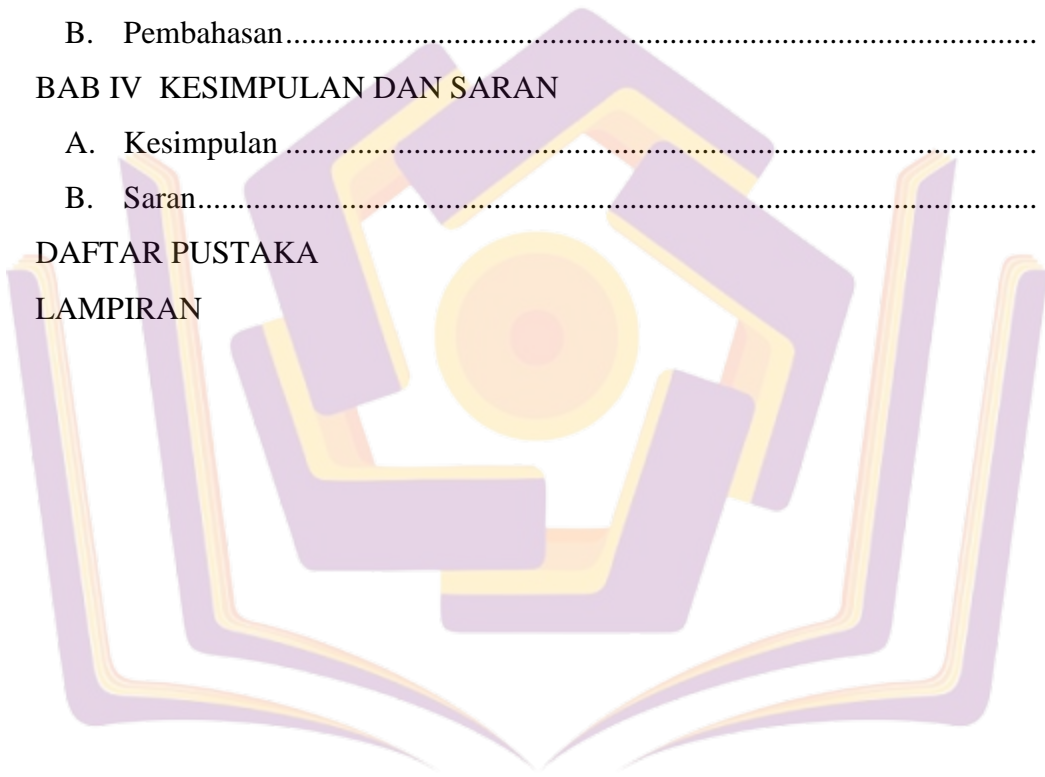 B. Pembahasan..............................................................................................
BAB IV KESIMPULAN DAN SARAN
A. Kesimpulan ..............................................................................................
B. Saran.........................................................................................................
DAFTAR PUSTAKA
LAMPIRAN